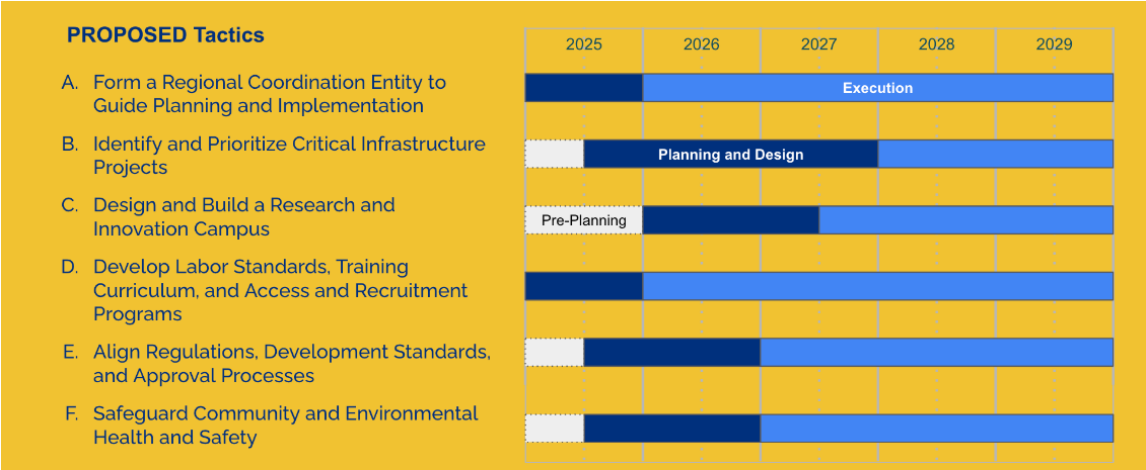 PROPOSED Tactics
2025 2026 2027 2028 2029
A. Form a Regional Coordination Entity to
Guide Planning and Implementation
Execution
B. Identify and Prioritize Critical Infrastructure
Projects
Planning and Design
C. Design and Build a Research and
Innovation Campus
Pre-Planning
D. Develop Labor Standards, Training
Curriculum, and Access and Recruitment
Programs
E. Align Regulations, Development Standards,
and Approval Processes
F. Safeguard Community and Environmental
Health and Safety